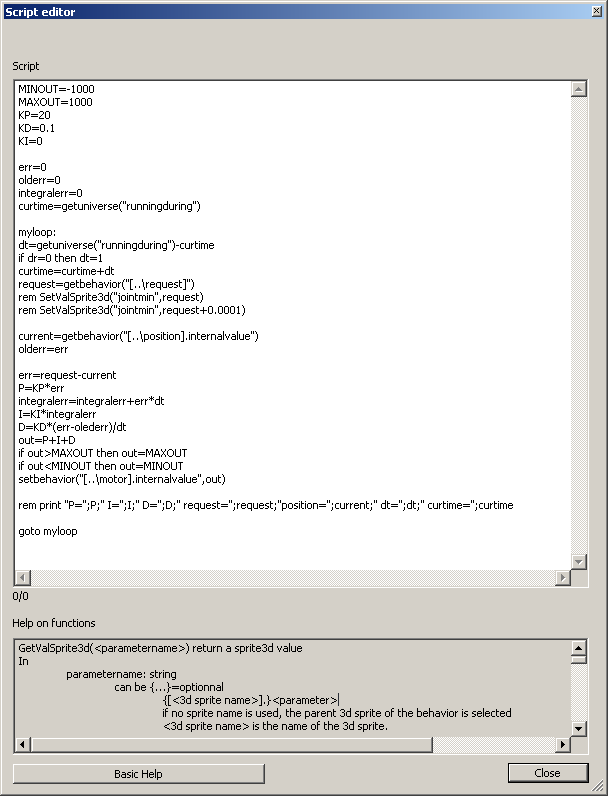 Script editor
Script
MINOUT=-1000
MAXOUT=1000
KP=20
KD=0.1
KI=0
err=0
olderr=0
integralerr=0
curtime=getuniverse("runningduring")
myloop:
dt=getuniverse("runningduring")-curtime
if dr=0 then dt=1
curtime=curtime+dt
request=getbehavior("[..\request]")
rem SetValSprite3d("jointmin",request)
rem SetValSprite3d("jointmin",request+0.0001)
current=getbehavior("[..\position].internalvalue")
olderr=err
err=request-current
P=KP*err
integralerr=integralerr+err*dt
I=KI*integralerr
D=KD*(err-olederr)/dt
out=P+I+D
if out>MAXOUT then out=MAXOUT
if out<MINOUT then out=MINOUT
setbehavior("[..\motor].internalvalue",out)
rem print "P=";P;" I=";I;" D=";D;" request=";request;"position=";current;" dt=";dt;" curtime=";curtime
goto myloop
0/0
Help on functions
GetValSprite3d(<parametername>) return a sprite3d value
In
parametername: string
can be {...}=optionnal
{[<3d sprite name>].}<parameter>
if no sprite name is used, the parent 3d sprite of the behavior is selected
<3d sprite name> is the name of the 3d sprite.
Basic Help
Close